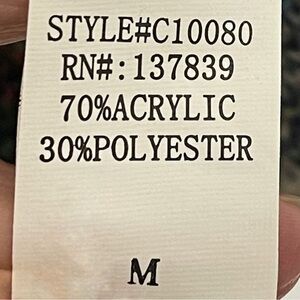 STYLE#C10080
RN#:137839
70%ACRYLIC
30%POLYESTER
M